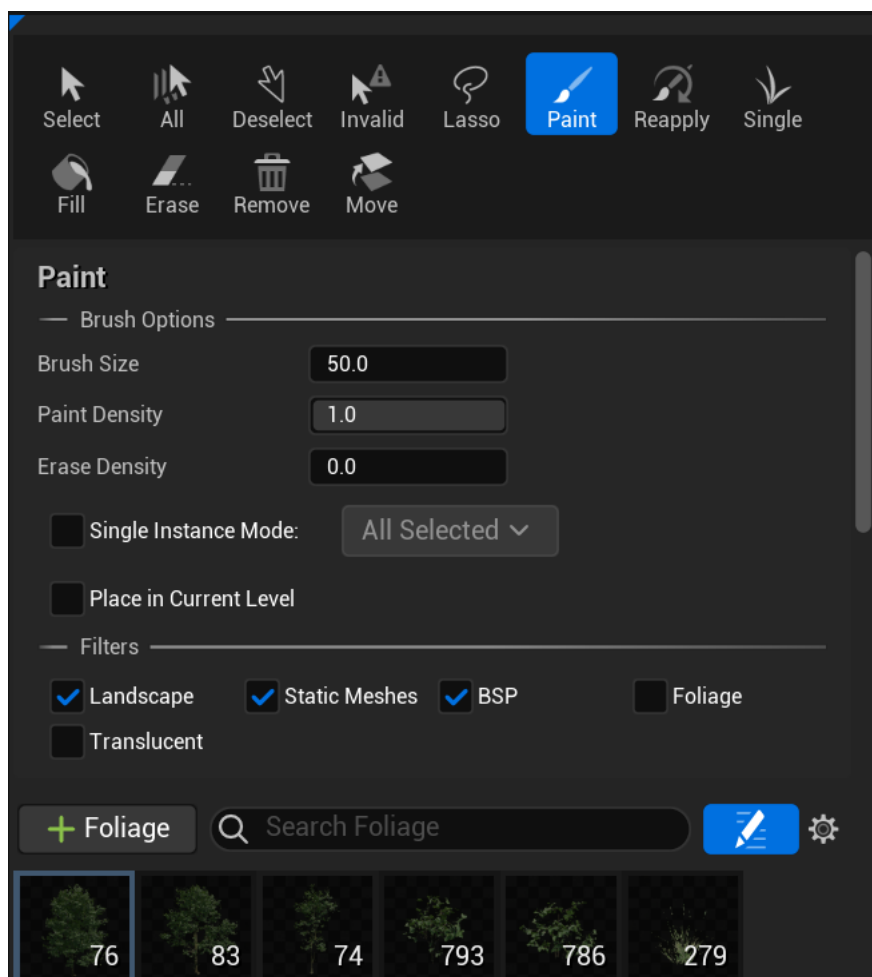 Select All Deselect Invalid Lasso Paint Reapply Single
Fill Erase Remove Move
Paint
Brush Options
Brush Size 50.0
Paint Density 1.0
Erase Density 0.0
Single Instance Mode: All Selected
Place in Current Level
Filters
Landscape Static Meshes BSP Foliage
Translucent
+ Foliage Search Foliage
76 83 74 793 786 279